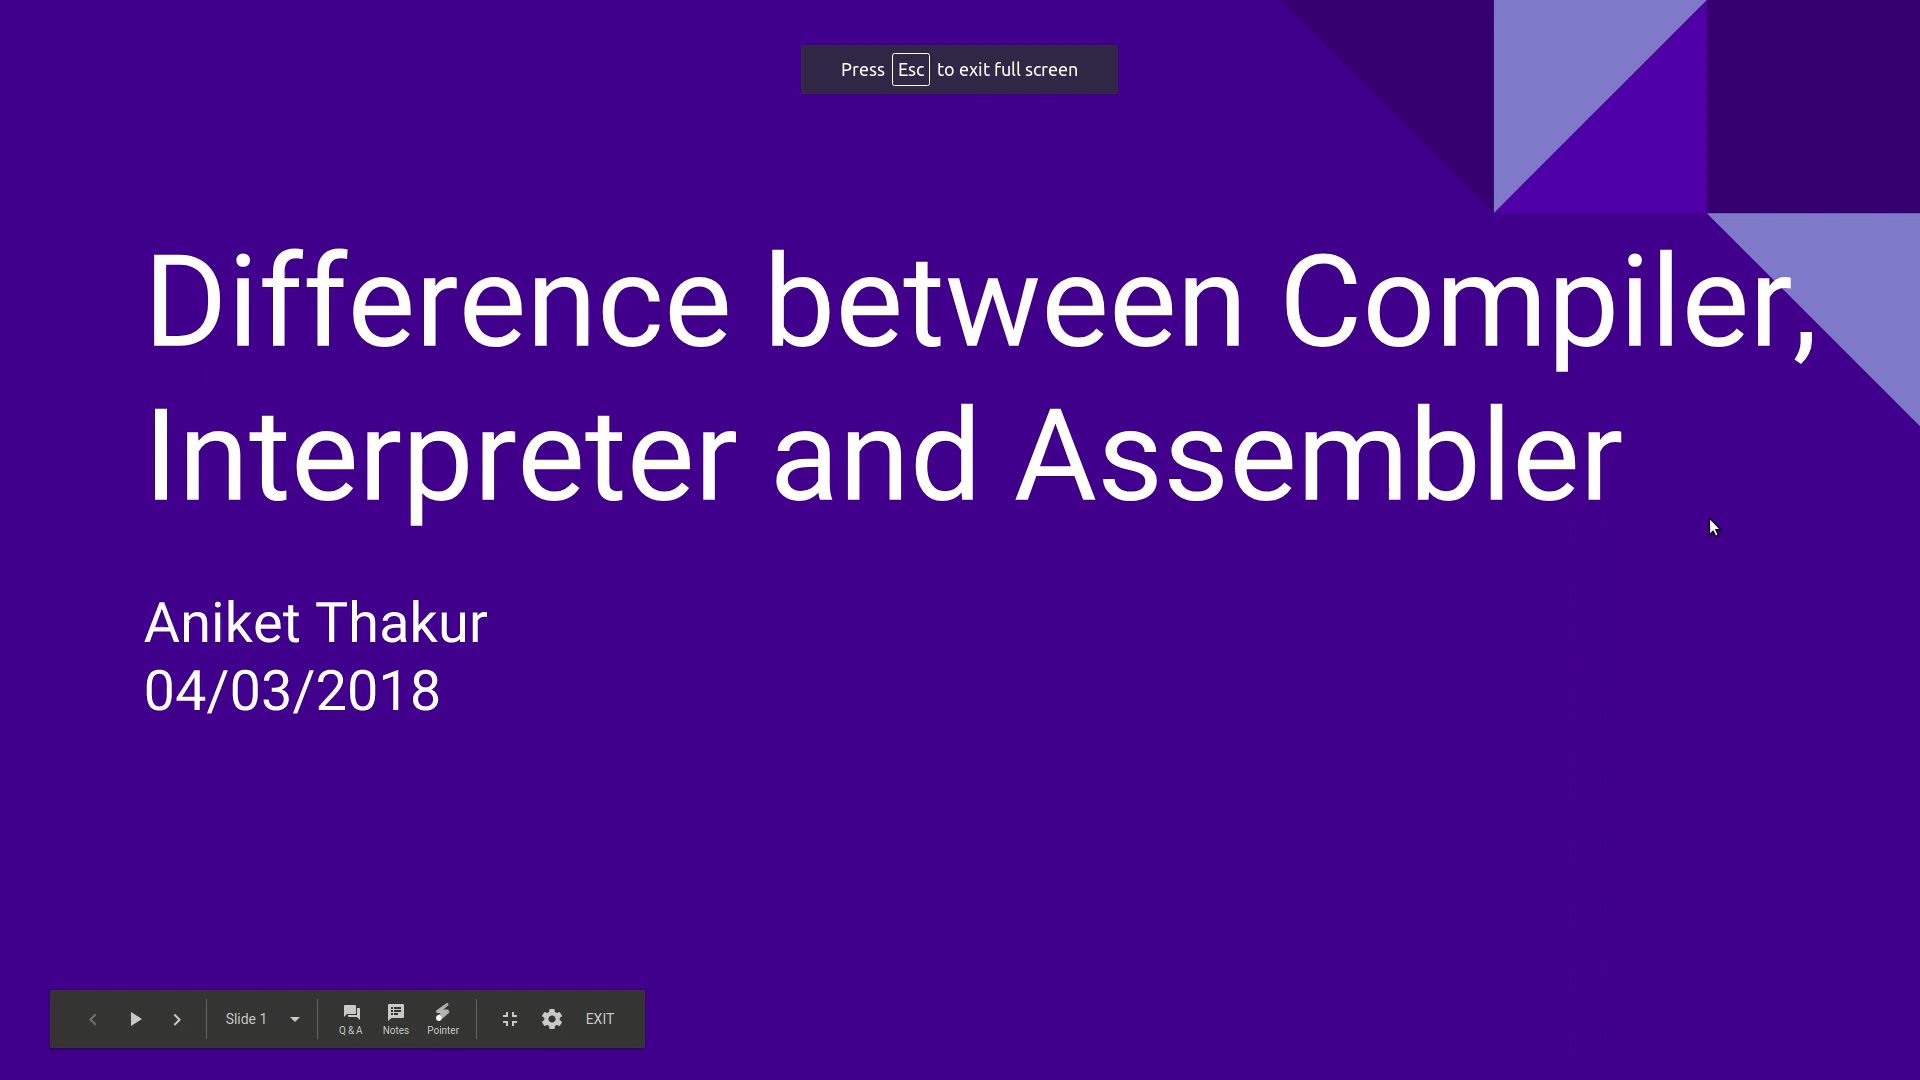 Press Esc to exit full screen
Difference between Compiler,
Interpreter and Assembler
Aniket Thakur
04/03/2018
Slide 1
Q & A
Notes
Pointer
EXIT